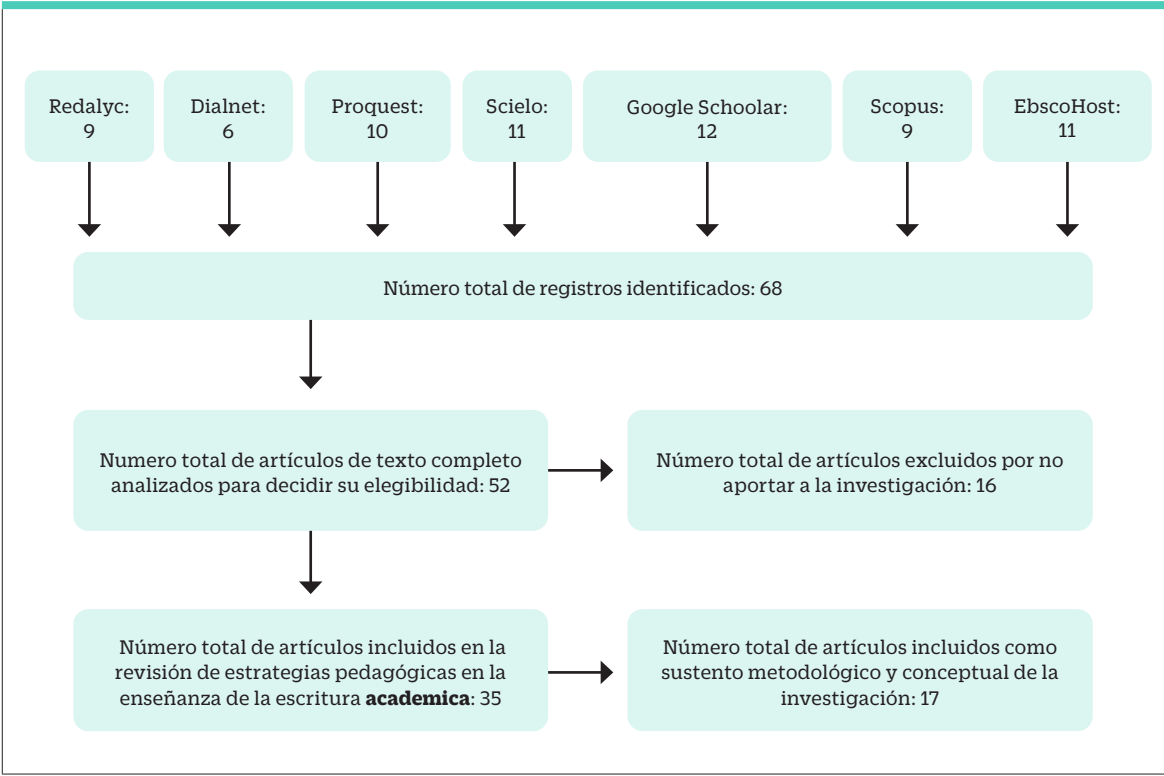 Redalyc:
9
Dialnet:
6
Proquest:
10
Scielo:
11
Google Schoolar:
12
Scopus:
9
EbscoHost:
11
Número total de registros identificados: 68
Numero total de artículos de texto completo
analizados para decidir su elegibilidad: 52
Número total de artículos excluidos por no
aportar a la investigación: 16
Número total de artículos incluidos en la
revisión de estrategias pedagógicas en la
enseñanza de la escritura academica: 35
Número total de artículos incluidos como
sustento metodológico y conceptual de la
investigación: 17